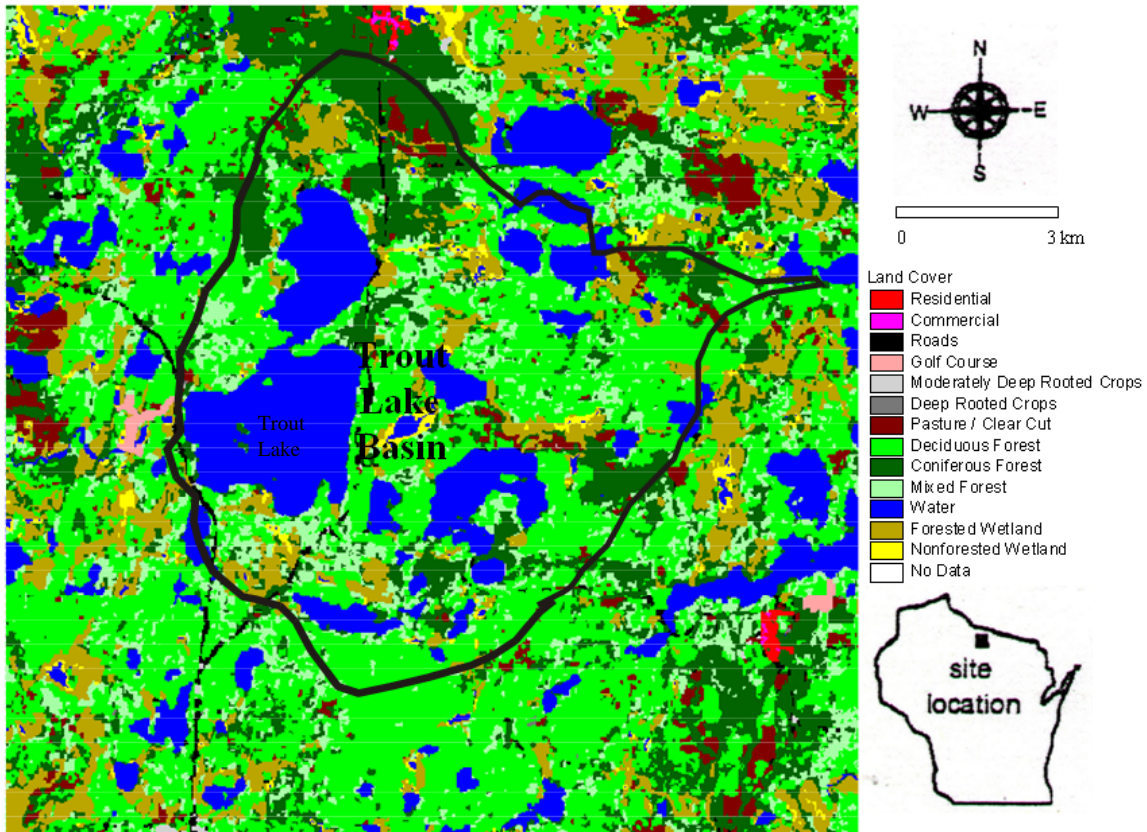 N
W E
S
0 3 km
Land Cover
Residential
Commercial
Roads
Golf Course
Moderately Deep Rooted Crops
Deep Rooted Crops
Pasture / Clear Cut
Deciduous Forest
Coniferous Forest
Mixed Forest
Water
Forested Wetland
Nonforested Wetland
No Data
Trout
Lake
Basin
Trout
Lake
site
location